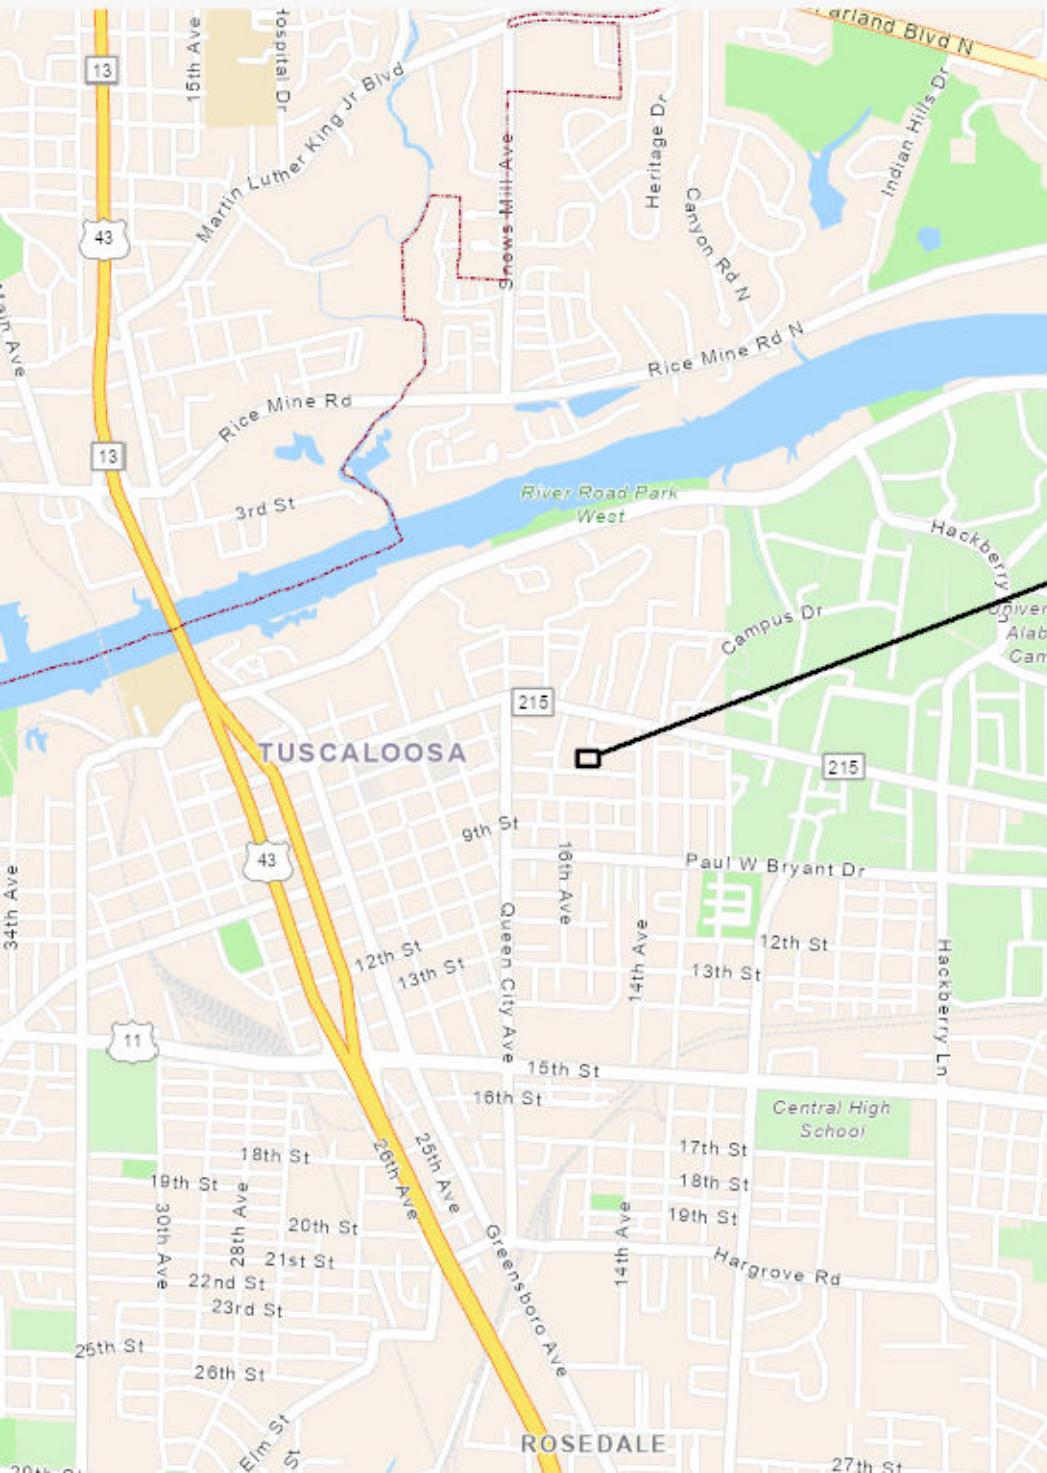 Farland Blvd N
13
15th Ave
Hospital Dr
Martin Luther King Jr Blvd
Heritage Dr
Indian Hills Dr
Snows Mill Ave
Canyon Rd N
43
Main Ave
Rice Mine Rd N
Rice Mine Rd
13
3rd St
River Road Park
West
Hackberry
Campus Dr
Univer
Alab
Cam
215
TUSCALOOSA
215
9th St
43
16th Ave
Paul W Bryant Dr
34th Ave
Queen City Ave
14th Ave
12th St
12th St
13th St
13th St
Hackberry Ln
11
15th St
16th St
Central High
School
26th Ave
25th Ave
17th St
18th St
18th St
19th St
28th Ave
30th Ave
19th St
14th Ave
20th St
Greensboro Ave
21st St
Hargrove Rd
22nd St
23rd St
25th St
26th St
Elm St
St
ROSEDALE
27th St
29th St